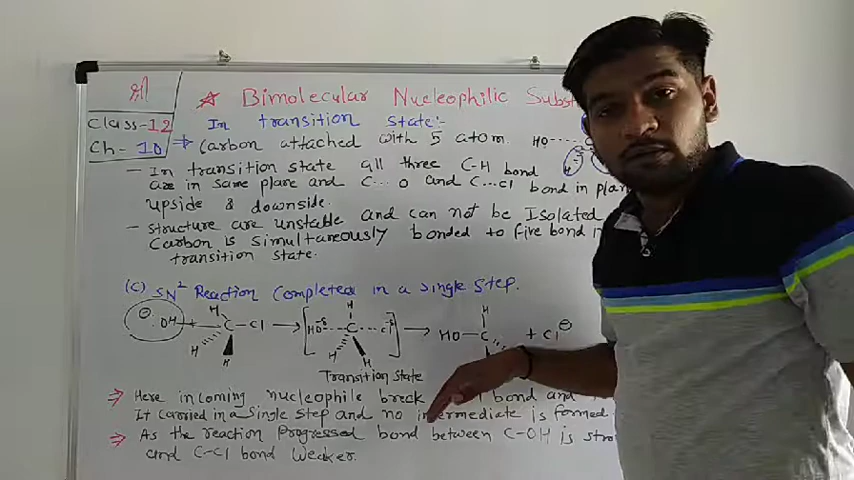 श्री
Class-12
Ch- 10
★ Bimolecular Nucleophilic Subst
In transition state:-
→ Carbon attached with 5 atom.
HO---- C
- In transition state all three C-H bond
are in same plane and C...O and C...Cl bond in plan
upside & downside.
- structure are unstable and can not be Isolated
Carbon is simultaneously bonded to five bond in
transition state.
(C) SN² Reaction Completed in a single step.
⊖.OH + H H H C-Cl → [HO-δ---C---Cl H H H] → HO-C H + Cl⊖
Transition state
⇒ Here incoming nucleophile break bond and
It carried in a single step and no intermediate is formed
⇒ As the reaction Progressed bond between C-OH is stro
and C-Cl bond Weaker.